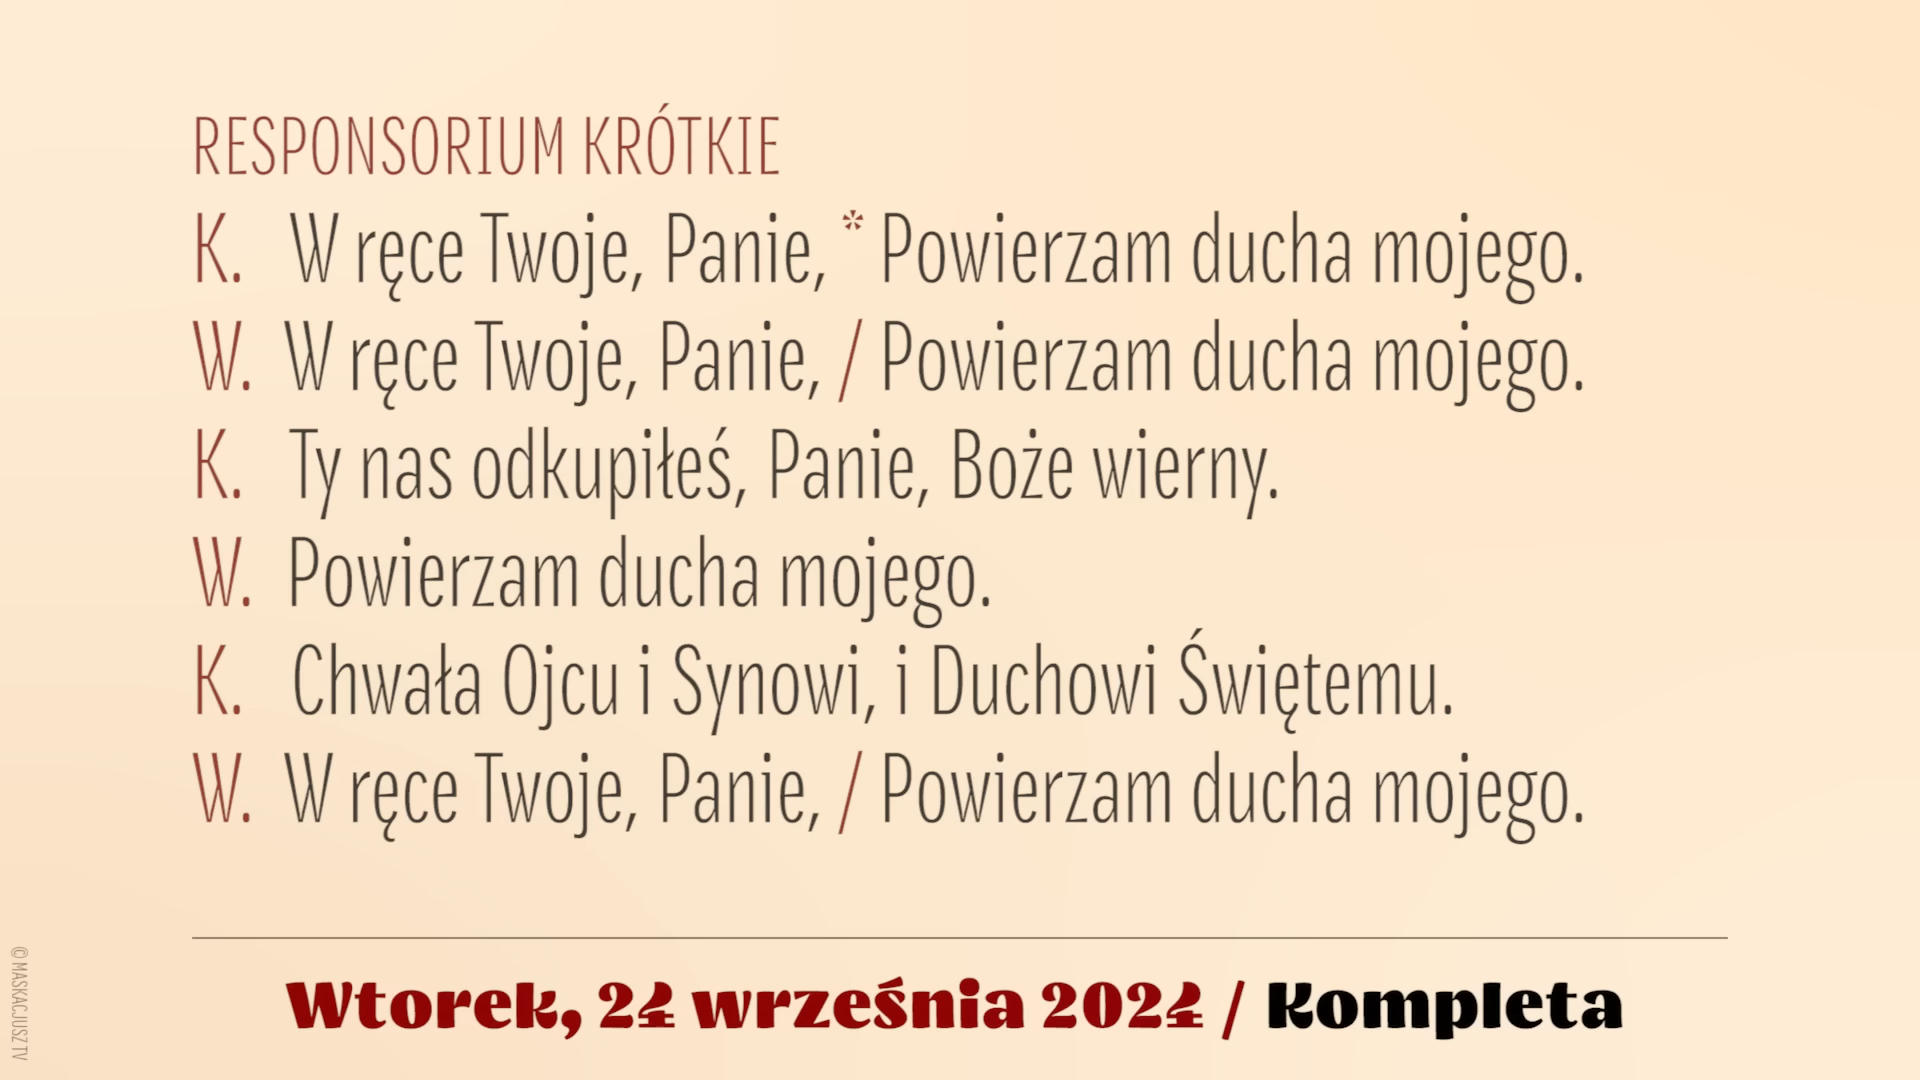 RESPONSORIUM KRÓTKIE
K. W ręce Twoje, Panie, * Powierzam ducha mojego.
W. W ręce Twoje, Panie, / Powierzam ducha mojego.
K. Ty nas odkupiłeś, Panie, Boże wierny.
W. Powierzam ducha mojego.
K. Chwała Ojcu i Synowi, i Duchowi Świętemu.
W. W ręce Twoje, Panie, / Powierzam ducha mojego.
Wtorek, 24 września 2024 / Kompleta
© MASKACJUSZ TV